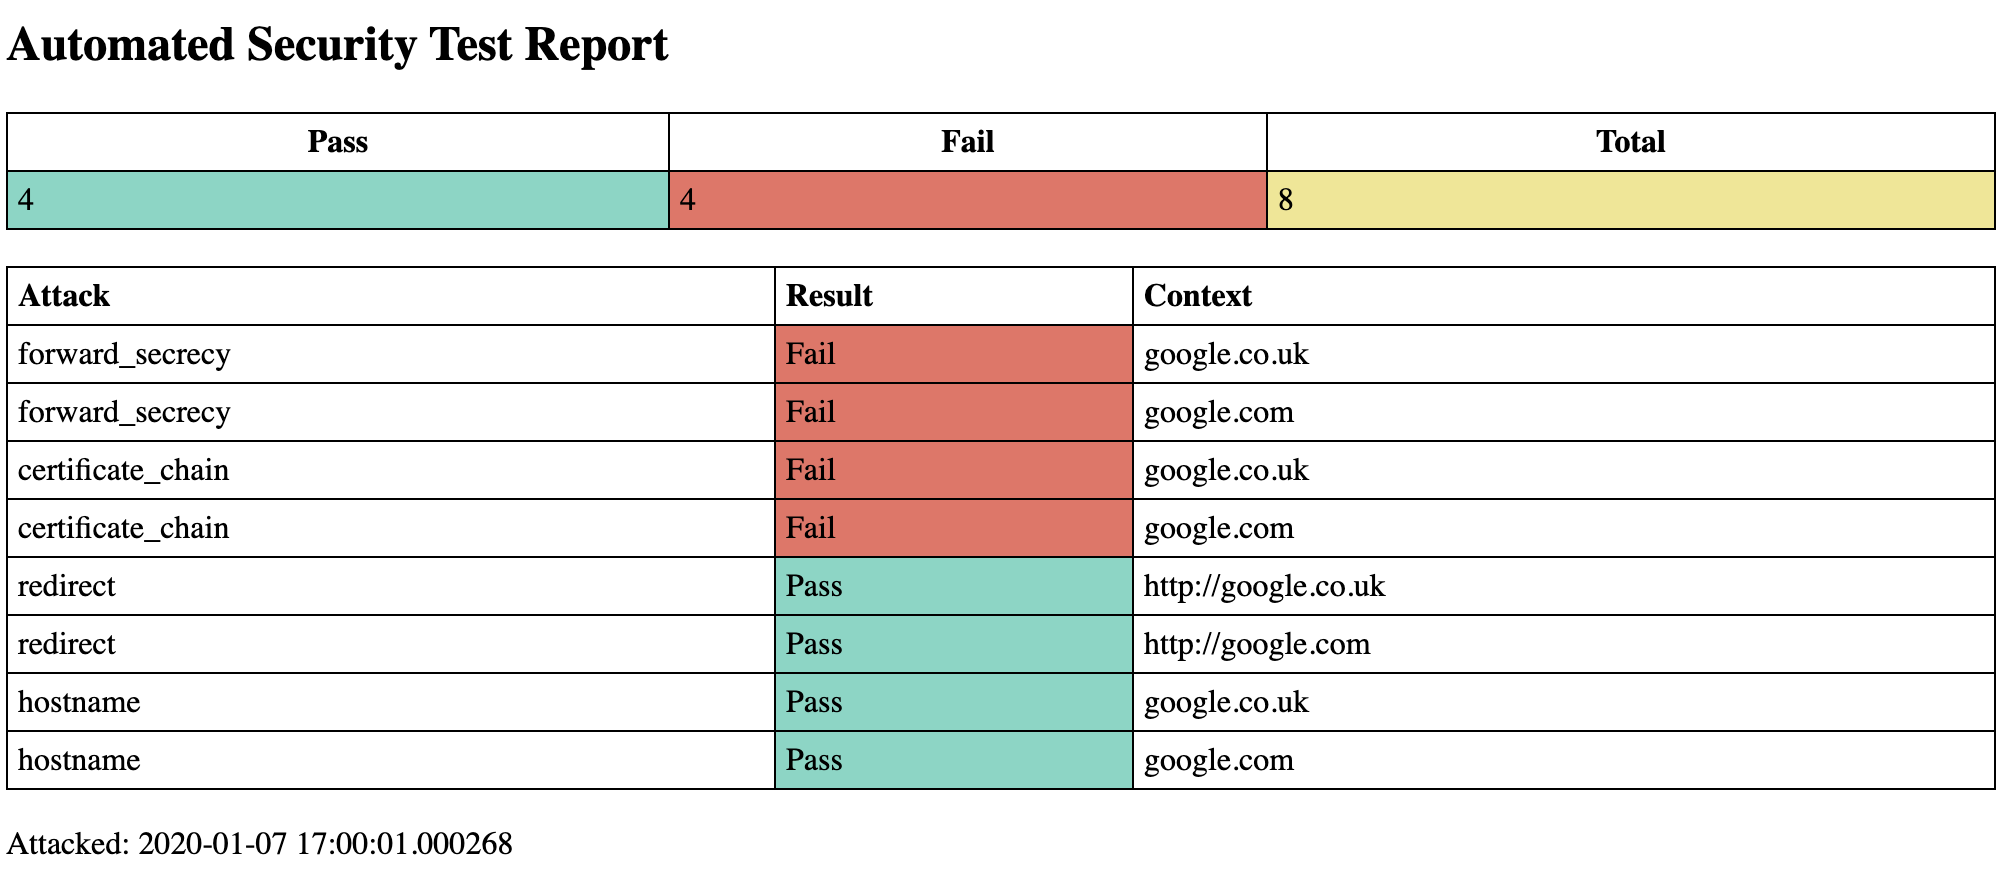 Automated Security Test Report
Pass Fail Total
4 4 8
Attack Result Context
forward_secrecy Fail google.co.uk
forward_secrecy Fail google.com
certificate_chain Fail google.co.uk
certificate_chain Fail google.com
redirect Pass http://google.co.uk
redirect Pass http://google.com
hostname Pass google.co.uk
hostname Pass google.com
Attacked: 2020-01-07 17:00:01.000268